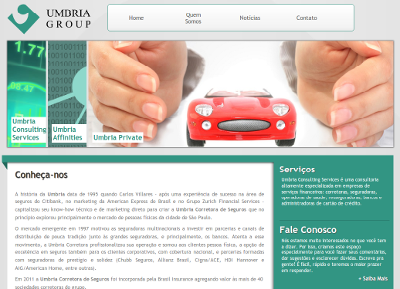 UMBRIA
GROUP
Home
Quem
Somos
Notícias
Contato
1.77
Umbria
Consulting
Services
Umbria
Affinities
Umbria Private
Conheça-nos
A história da Umbria data de 1995 quando Carlos Villares - após uma experiência de sucesso na área de seguros do Citibank, no marketing da American Express do Brasil e no Grupo Zurich Financial Services -
capitalizou seu know-how técnico e de marketing direto para criar a Umbria Corretora de Seguros que no
princípio explorou principalmente o mercado de pessoas físicas da cidade de São Paulo.
O mercado emergente em 1997 motivou as seguradoras multinacionais a investir em parcerias e canais de
distribuição de pouca tradição junto às grandes seguradoras, e principalmente, os bancos. Atenta a esse
movimento, a Umbria Corretora profissionalizou sua operação e somou aos clientes pessoa física, a opção
de excelência em seguros também para os clientes corporativos, com cobertura nacional, e parcerias firmadas
com seguradoras de prestígio e solidez (Chubb Seguros, Allianz Brasil, Cigna/ACE, HDI Hannover e
AIG/American Home, entre outras).
Em 2011 a Umbria Corretora de Seguros foi incorporada pela Brasil Insurance agregando valor às mais de 40
sociedades corretoras do grupo.
Serviços
Umbria Consulting Services é uma consultoria
altamente especializada em empresas de
serviços financeiros: corretoras, seguradoras,
operadoras de saúde, resseguradoras, bancos e
administradoras de cartão de crédito.
Fale Conosco
Nós estamos muito interessados no que você tem
a dizer. Por isso, criamos este espaço
especialmente para você fazer seus comentários,
dar sugestões e esclarecer dúvidas. Escreva pra
gente! É fácil, rápido e teremos o maior prazer
em responder.
+ Saiba Mais